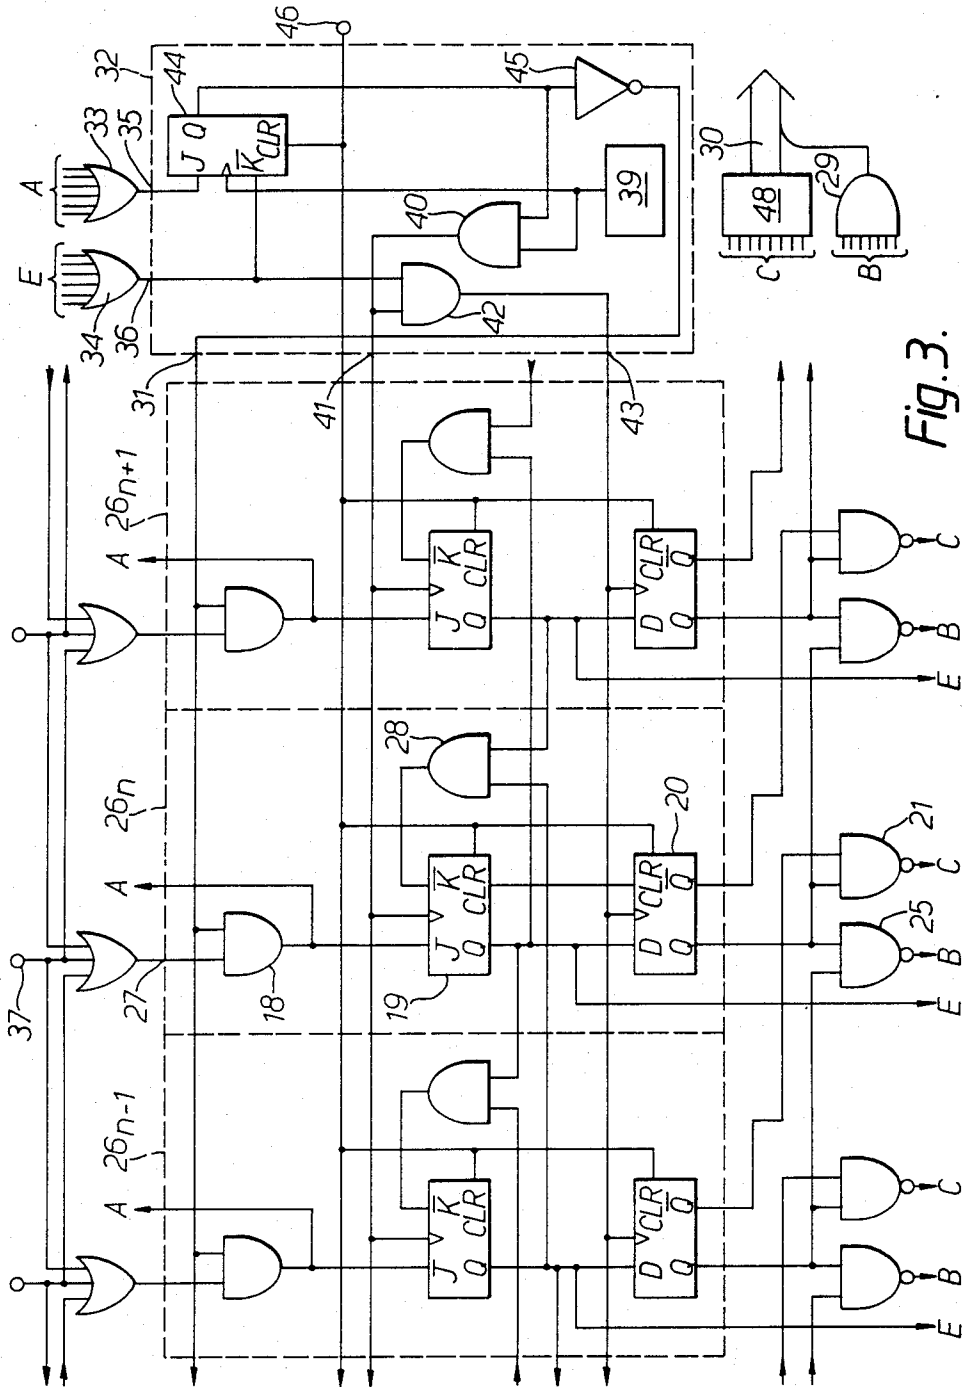 37
E
A
34
33
A
26n-1
A
26n
A
26n+1
36
35
32
27
31
44
J Q
K̄ CLR
46
18
41
19
28
40
J K̄
Q CLR
J K̄
Q CLR
J K̄
Q CLR
42
45
43
39
20
D CLR
Q Q̄
D CLR
Q Q̄
D CLR
Q Q̄
30
48
29
C
B
25
21
Fig.3.
E B C
E B C
E B C